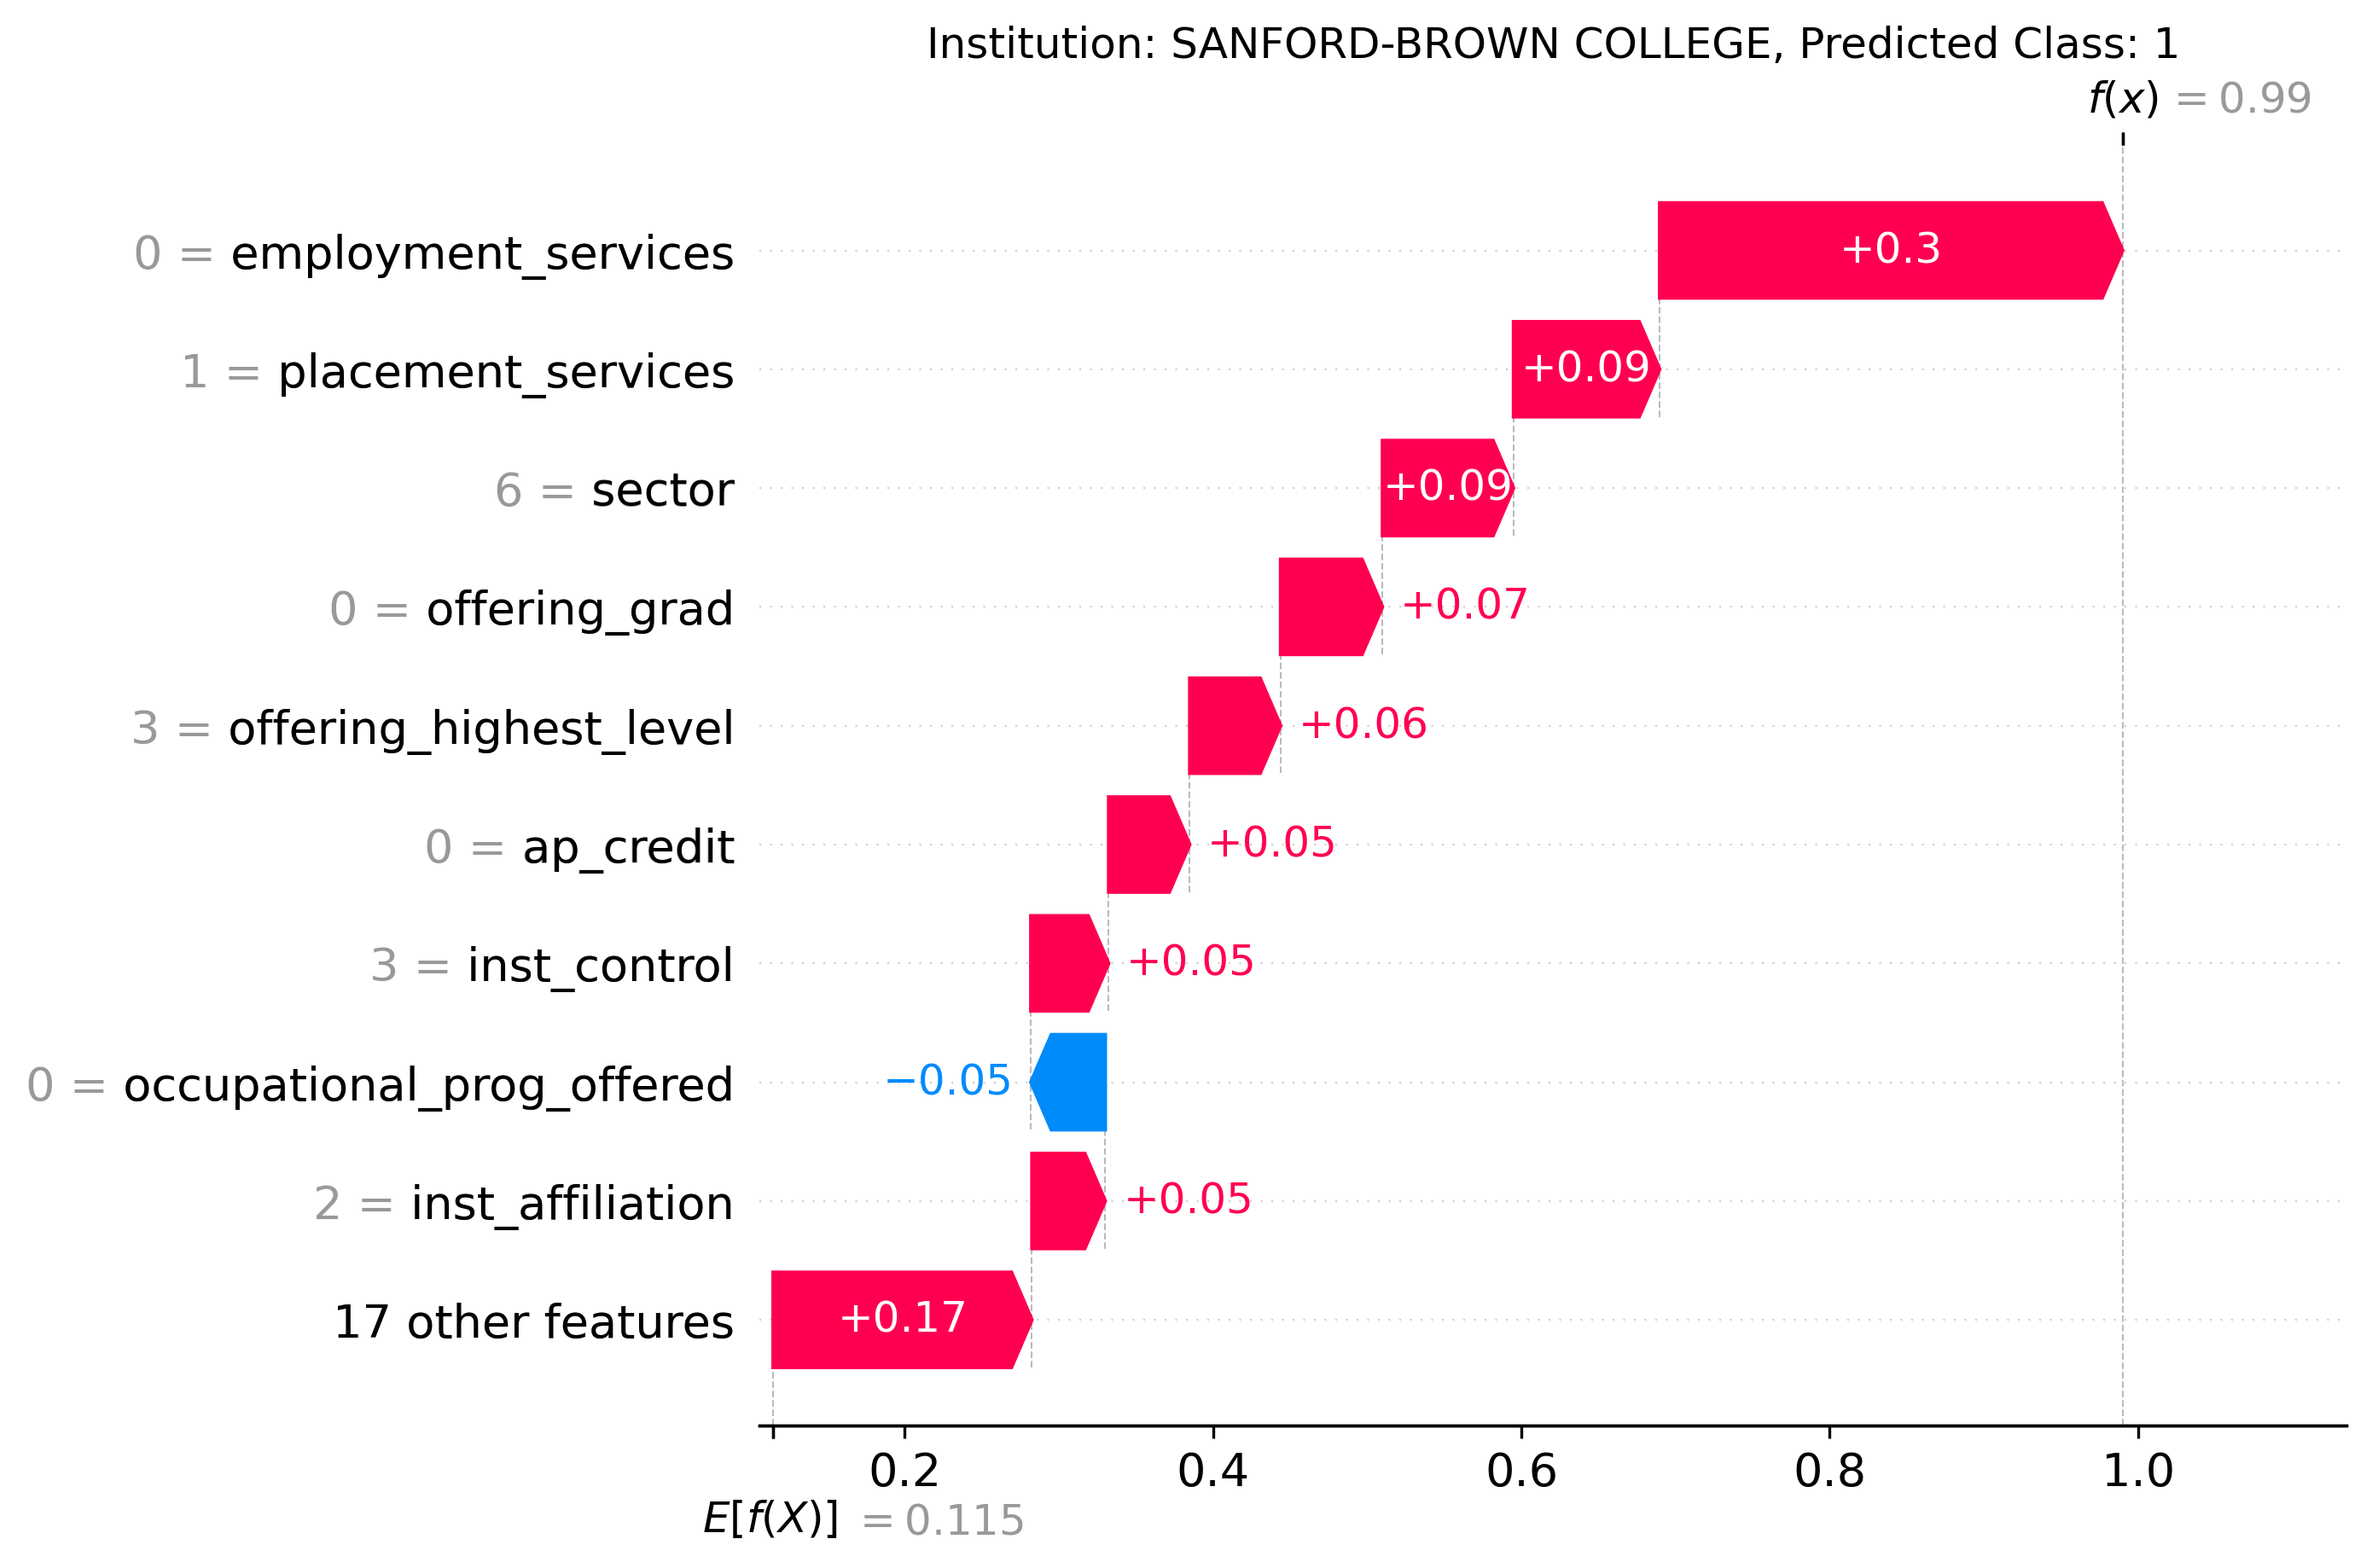 Institution: SANFORD-BROWN COLLEGE, Predicted Class: 1
f(x) = 0.99
0 = employment_services +0.3
1 = placement_services +0.09
6 = sector +0.09
0 = offering_grad +0.07
3 = offering_highest_level +0.06
0 = ap_credit +0.05
3 = inst_control +0.05
0 = occupational_prog_offered −0.05
2 = inst_affiliation +0.05
17 other features +0.17
0.2 0.4 0.6 0.8 1.0
E[f(X)] = 0.115